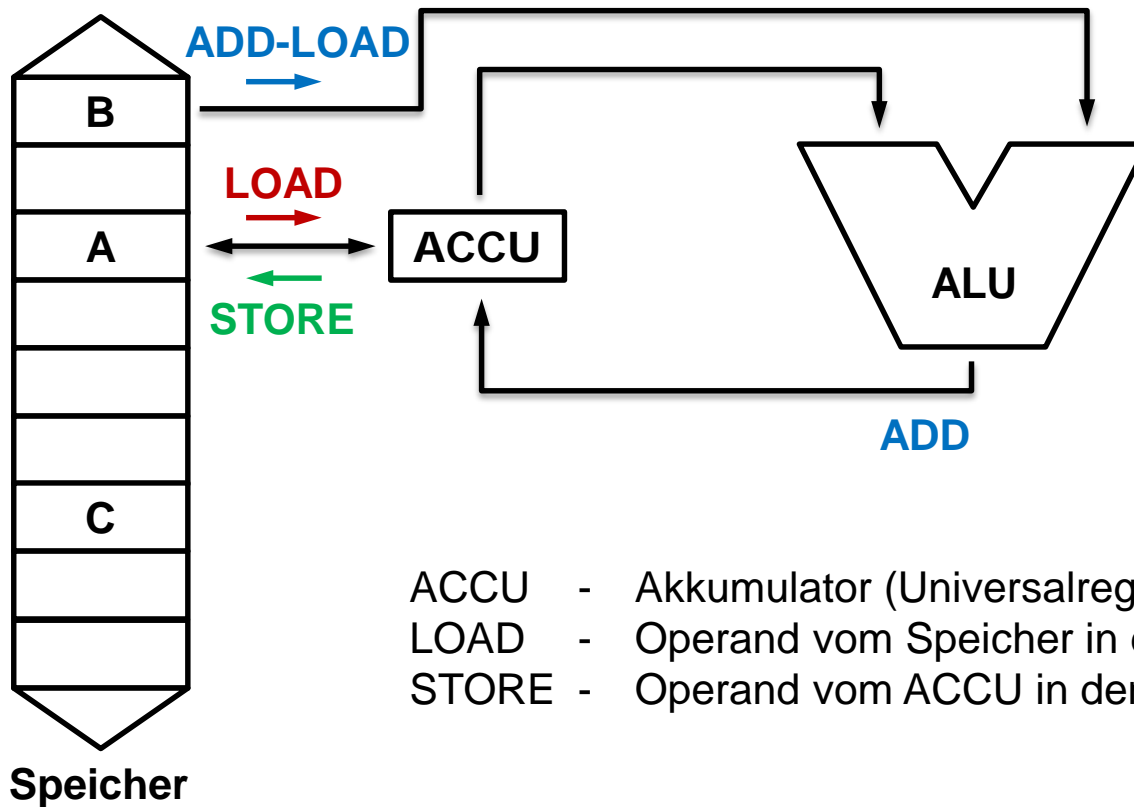 ADD-LOAD
B
LOAD
A
ACCU
STORE
ALU
ADD
C
ACCU - Akkumulator (Universalreg
LOAD - Operand vom Speicher in
STORE - Operand vom ACCU in der
Speicher